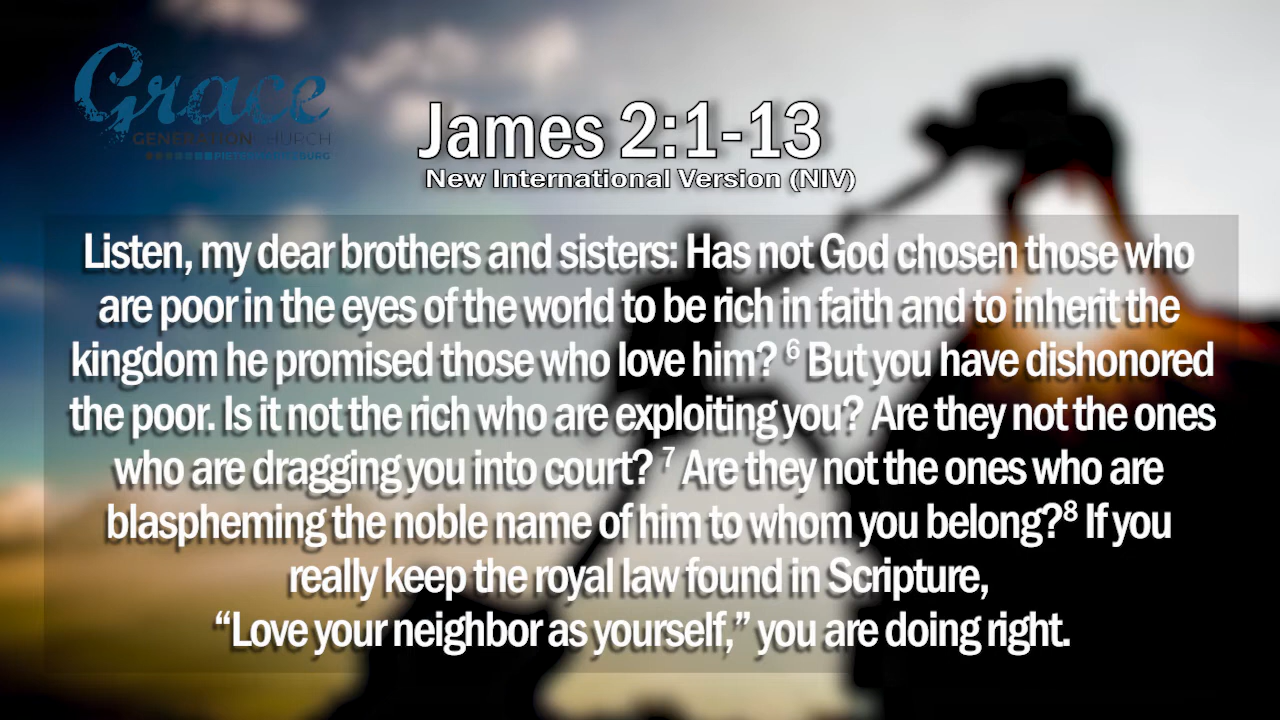 Grace
GENERATION CHURCH
PIETERMARITZBURG
James 2:1-13
New International Version (NIV)
Listen, my dear brothers and sisters: Has not God chosen those who
are poor in the eyes of the world to be rich in faith and to inherit the
kingdom he promised those who love him? ⁶ But you have dishonored
the poor. Is it not the rich who are exploiting you? Are they not the ones
who are dragging you into court? ⁷ Are they not the ones who are
blaspheming the noble name of him to whom you belong?⁸ If you
really keep the royal law found in Scripture,
“Love your neighbor as yourself,” you are doing right.